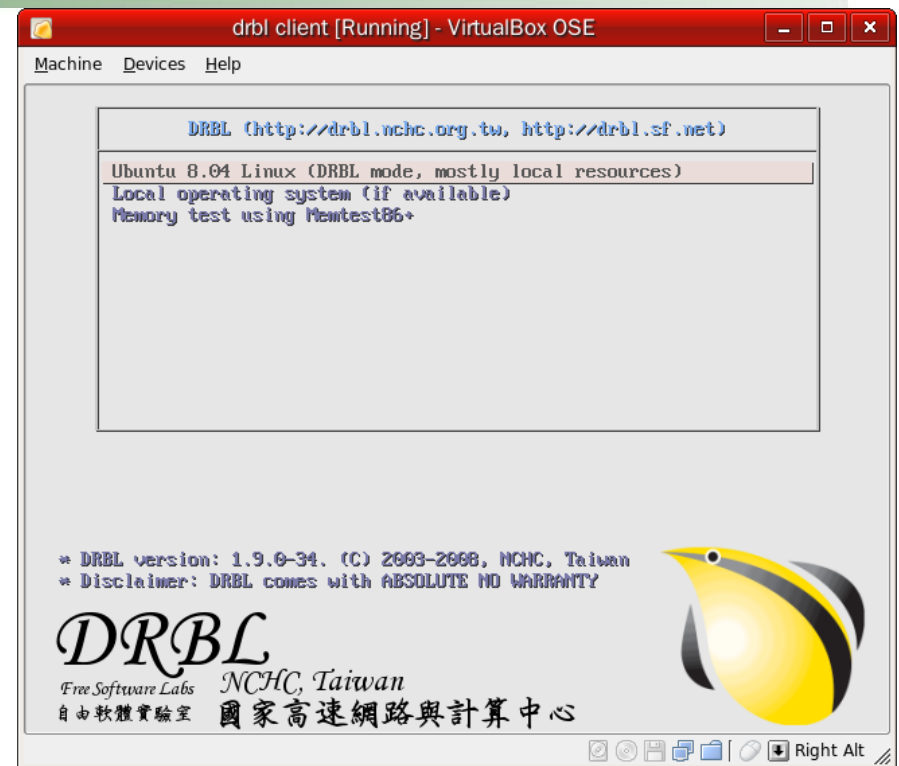 drbl client [Running] - VirtualBox OSE
Machine Devices Help
DRBL (http://drbl.nchc.org.tw, http://drbl.sf.net)
Ubuntu 8.04 Linux (DRBL mode, mostly local resources)
Local operating system (if available)
Memory test using Memtest86+
* DRBL version: 1.9.0-34. (C) 2003-2008, NCHC, Taiwan
* Disclaimer: DRBL comes with ABSOLUTE NO WARRANTY
DRBL
Free Software Labs NCHC, Taiwan
自由軟體實驗室 國家高速網路與計算中心
Right Alt